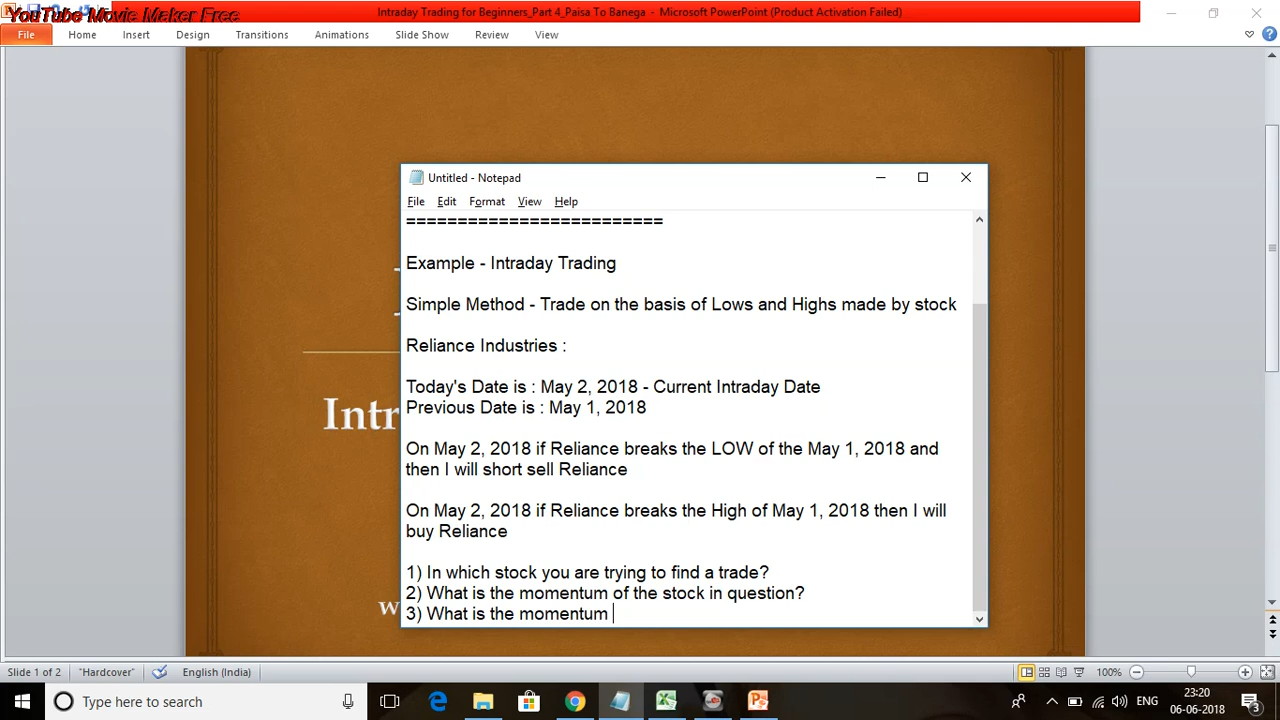 YouTube Movie Maker Free
Intraday Trading for Beginners_Part 4_Paisa To Banega - Microsoft PowerPoint (Product Activation Failed)
File Home Insert Design Transitions Animations Slide Show Review View
Untitled - Notepad
File Edit Format View Help
=========================
Example - Intraday Trading
Simple Method - Trade on the basis of Lows and Highs made by stock
Reliance Industries :
Today's Date is : May 2, 2018 - Current Intraday Date
Previous Date is : May 1, 2018
Intr
On May 2, 2018 if Reliance breaks the LOW of the May 1, 2018 and
then I will short sell Reliance
On May 2, 2018 if Reliance breaks the High of May 1, 2018 then I will
buy Reliance
1) In which stock you are trying to find a trade?
2) What is the momentum of the stock in question?
3) What is the momentum
w
Slide 1 of 2 "Hardcover" English (India) 100%
Type here to search ENG 23:20
06-06-2018 3